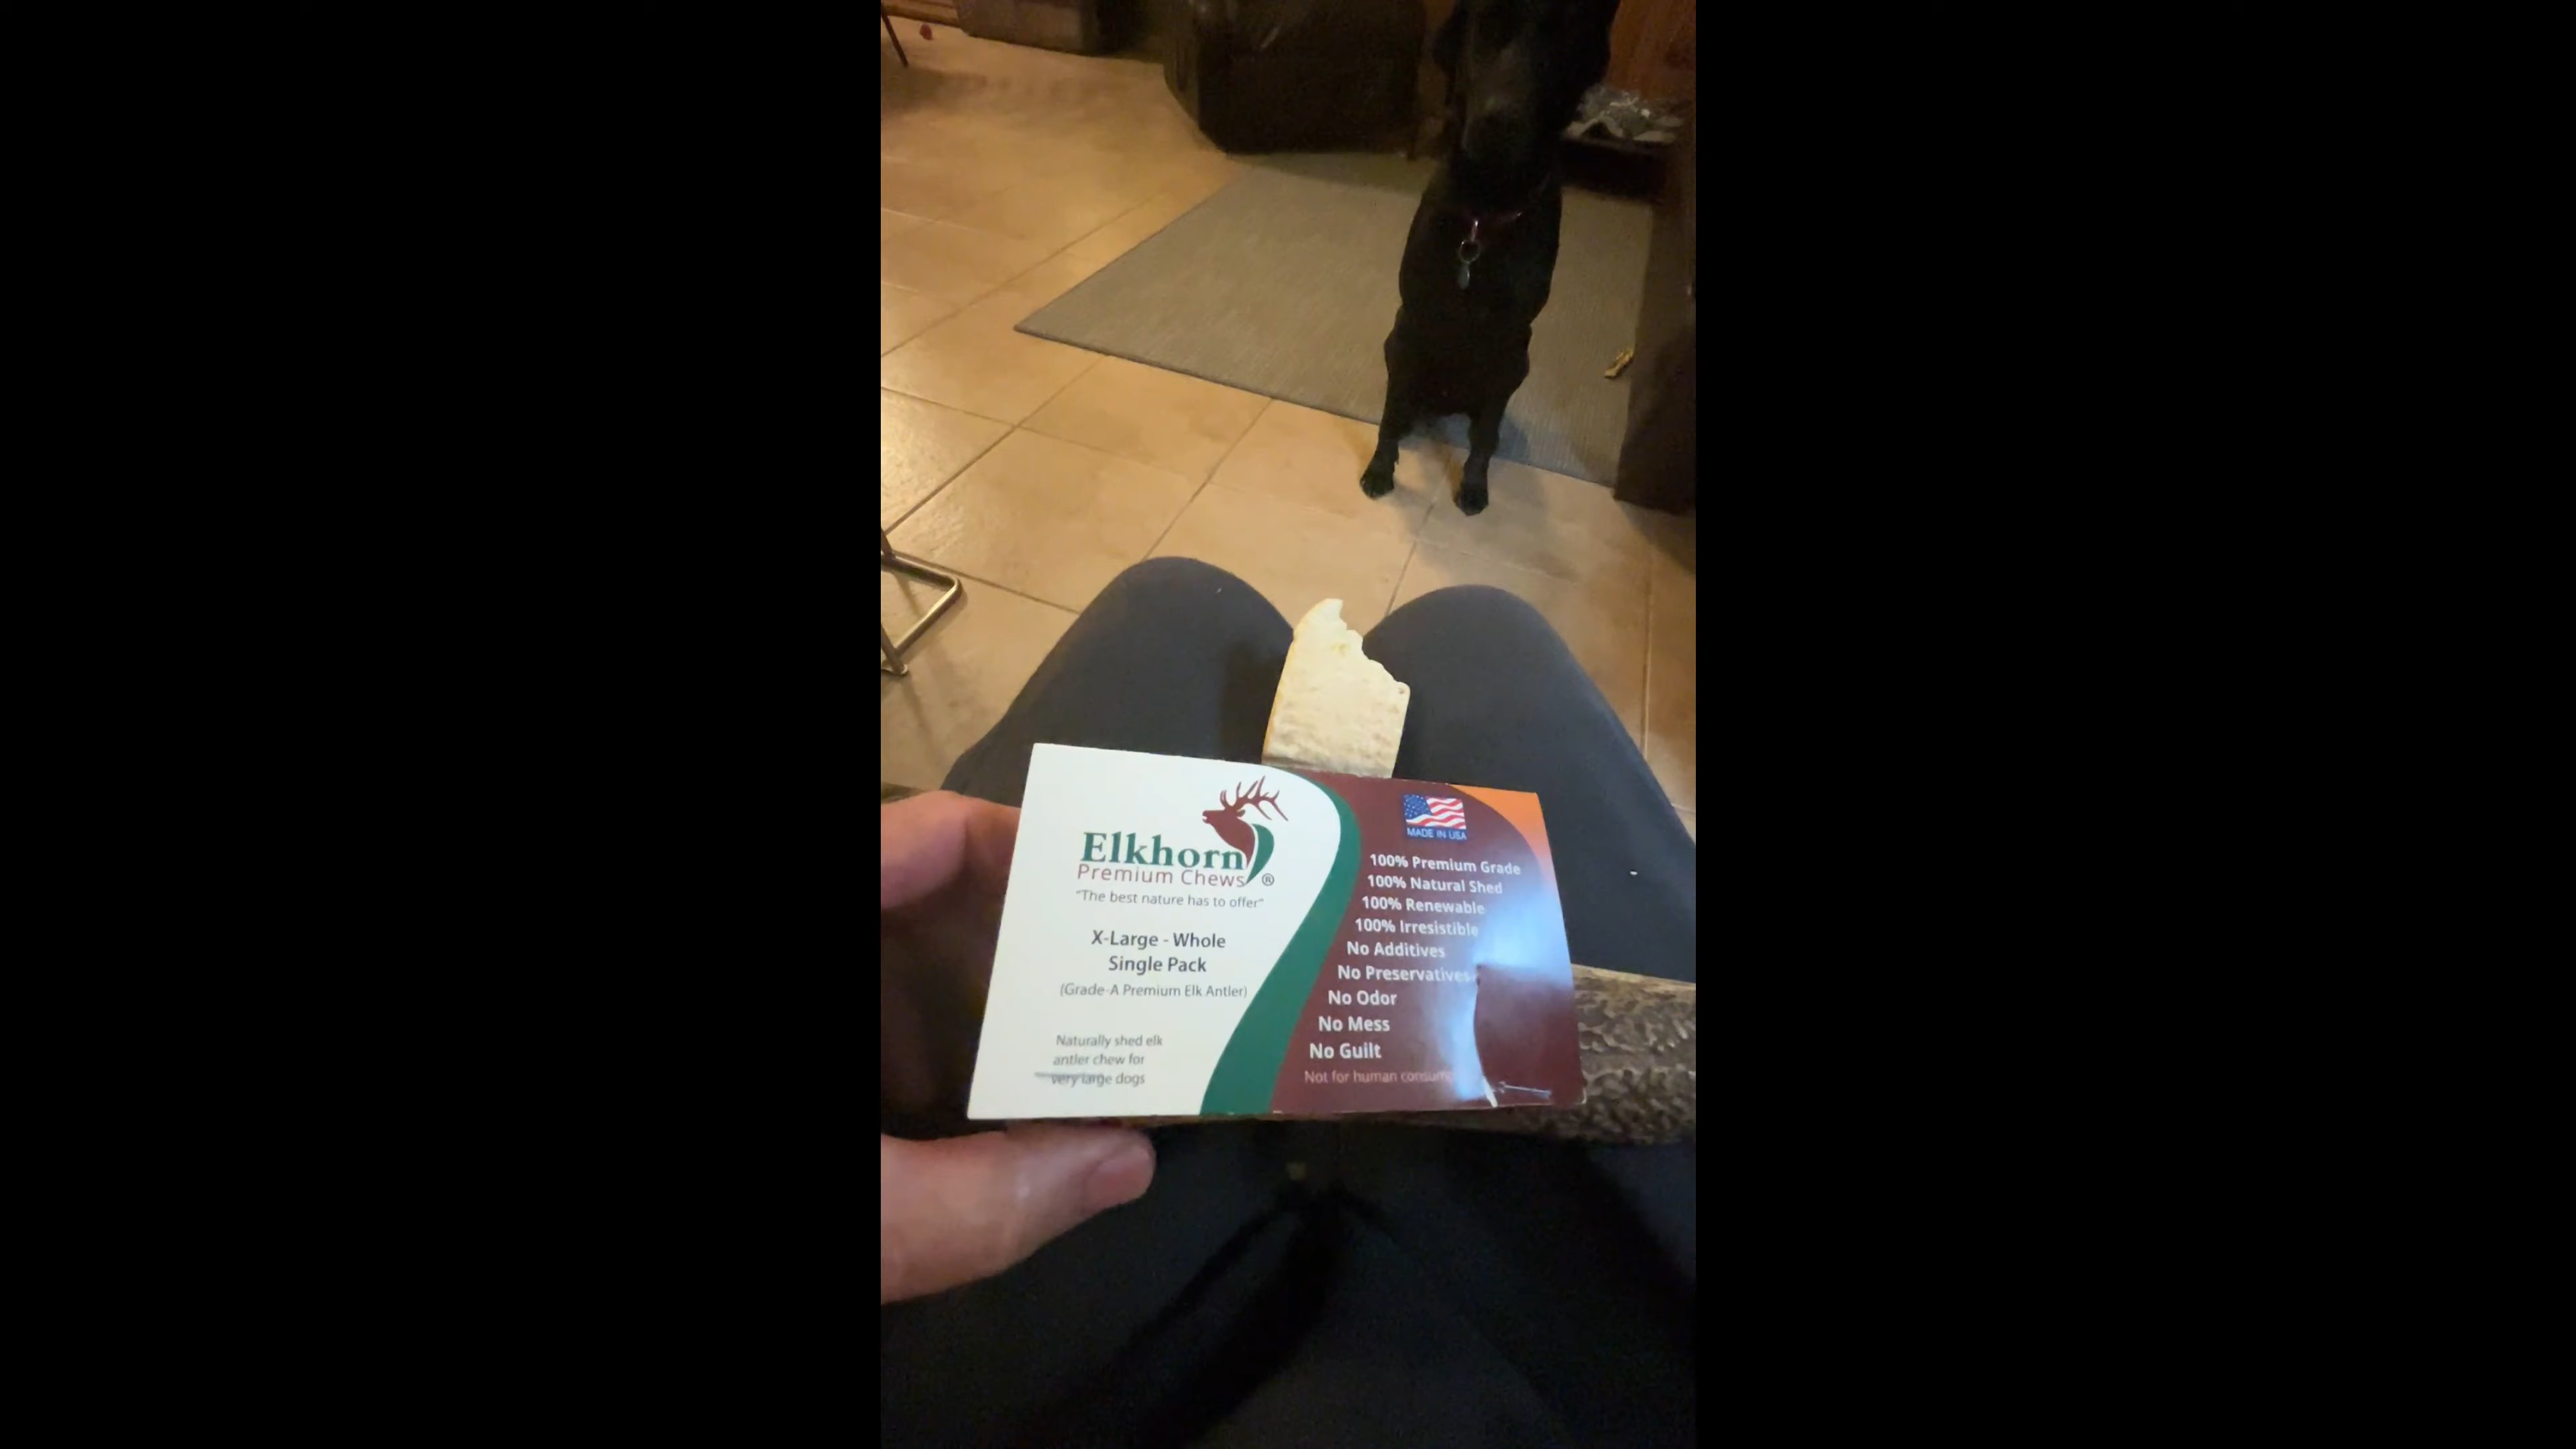 Elkhorn
Premium Chews®
"The best nature has to offer"
X-Large - Whole
Single Pack
(Grade-A Premium Elk Antler)
Naturally shed elk
antler chew for
very large dogs
MADE IN USA
100% Premium Grade
100% Natural Shed
100% Renewable
100% Irresistible
No Additives
No Preservatives
No Odor
No Mess
No Guilt
Not for human